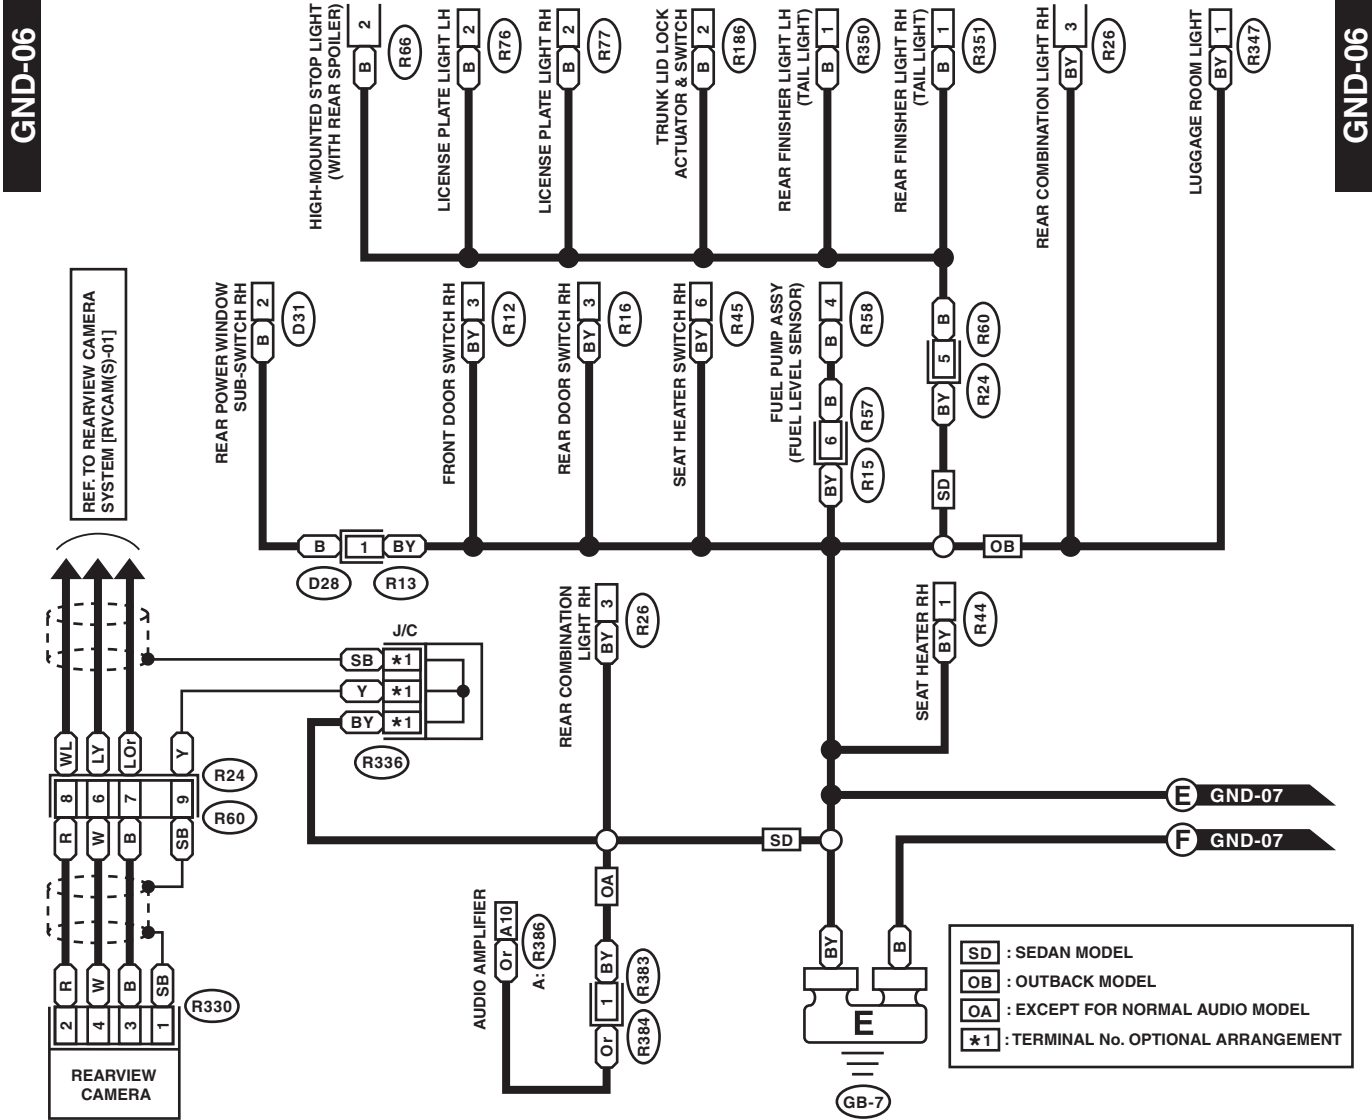 GND-06
GND-06
HIGH-MOUNTED STOP LIGHT
(WITH REAR SPOILER)
2
B
R66
LICENSE PLATE LIGHT LH
2
B
R76
LICENSE PLATE LIGHT RH
2
B
R77
TRUNK LID LOCK
ACTUATOR & SWITCH
2
B
R186
REAR FINISHER LIGHT LH
(TAIL LIGHT)
1
B
R350
REAR FINISHER LIGHT RH
(TAIL LIGHT)
1
B
R351
REAR COMBINATION LIGHT RH
3
BY
R26
LUGGAGE ROOM LIGHT
1
BY
R347
REF. TO REARVIEW CAMERA
SYSTEM [RVCAM(S)-01]
REAR POWER WINDOW
SUB-SWITCH RH
2
B
D31
FRONT DOOR SWITCH RH
3
BY
R12
REAR DOOR SWITCH RH
3
BY
R16
SEAT HEATER SWITCH RH
6
BY
R45
FUEL PUMP ASSY
(FUEL LEVEL SENSOR)
4
B
R58
B
6
BY
R57
R15
B
5
BY
R60
R24
SD
B
1
BY
D28
R13
OB
J/C
SB
*1
Y
*1
BY
*1
R336
REAR COMBINATION
LIGHT RH
3
BY
R26
SEAT HEATER RH
1
BY
R44
WL
LY
LOr
Y
8
6
7
9
R24
R60
R
W
B
SB
E
GND-07
F
GND-07
SD
OA
AUDIO AMPLIFIER
A10
Or
A: R386
BY
1
Or
R383
R384
R
W
B
SB
2
4
3
1
R330
REARVIEW
CAMERA
BY
B
E
GB-7
SD : SEDAN MODEL
OB : OUTBACK MODEL
OA : EXCEPT FOR NORMAL AUDIO MODEL
*1 : TERMINAL No. OPTIONAL ARRANGEMENT